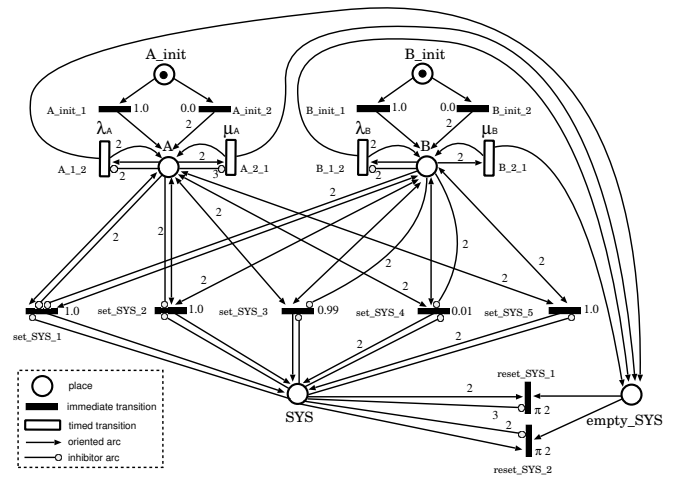 A_init B_init
A_init_1 1.0 0.0 A_init_2 B_init_1 1.0 0.0 B_init_2
2 2
λA μA λB μB
2 A 2 B
2 2
A_1_2 2 3 A_2_1 B_1_2 2 B_2_1
2
2 2 2 2
2 2 2
set_SYS_1 1.0 set_SYS_2 1.0 set_SYS_3 0.99 set_SYS_4 0.01 set_SYS_5 1.0
2 2
reset_SYS_1
2
3 π 2
SYS empty_SYS
2
π 2
reset_SYS_2
place
immediate transition
timed transition
oriented arc
inhibitor arc